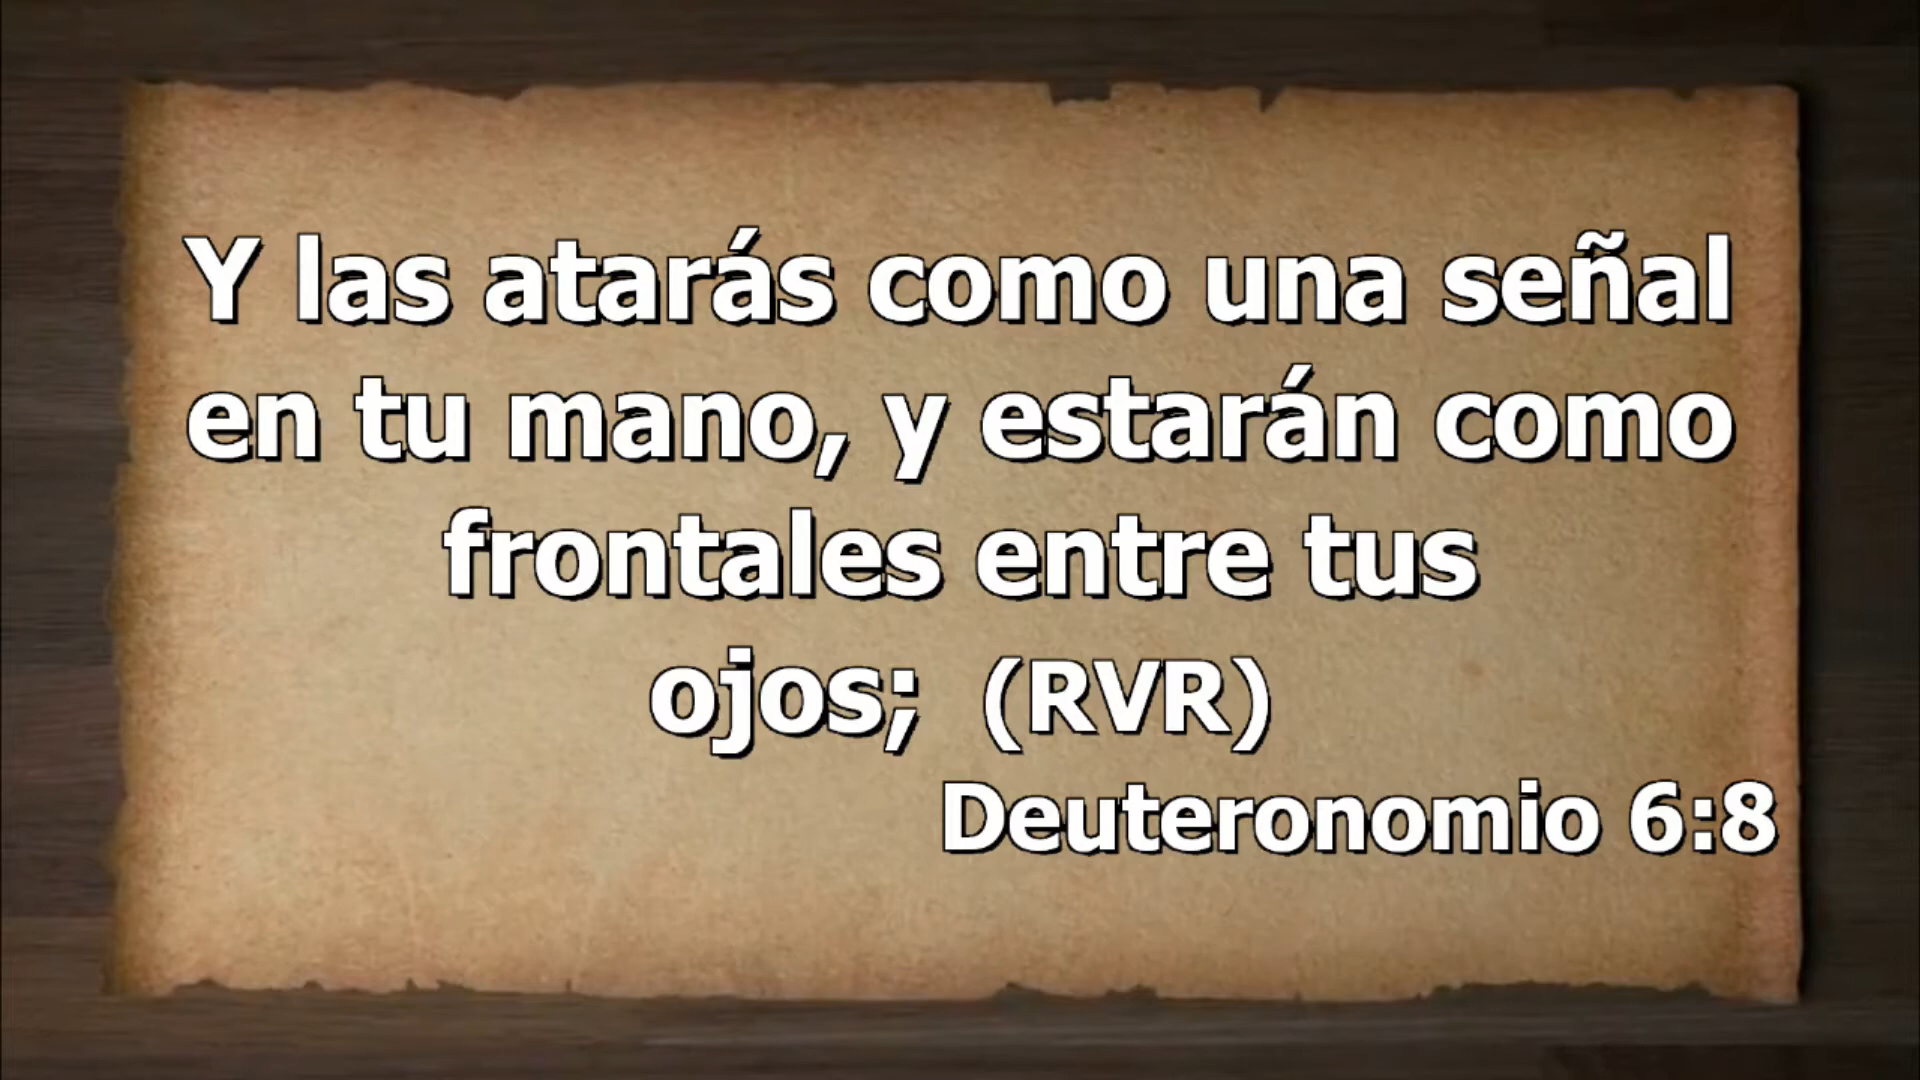 Y las atarás como una señal
en tu mano, y estarán como
frontales entre tus
ojos; (RVR)
Deuteronomio 6:8